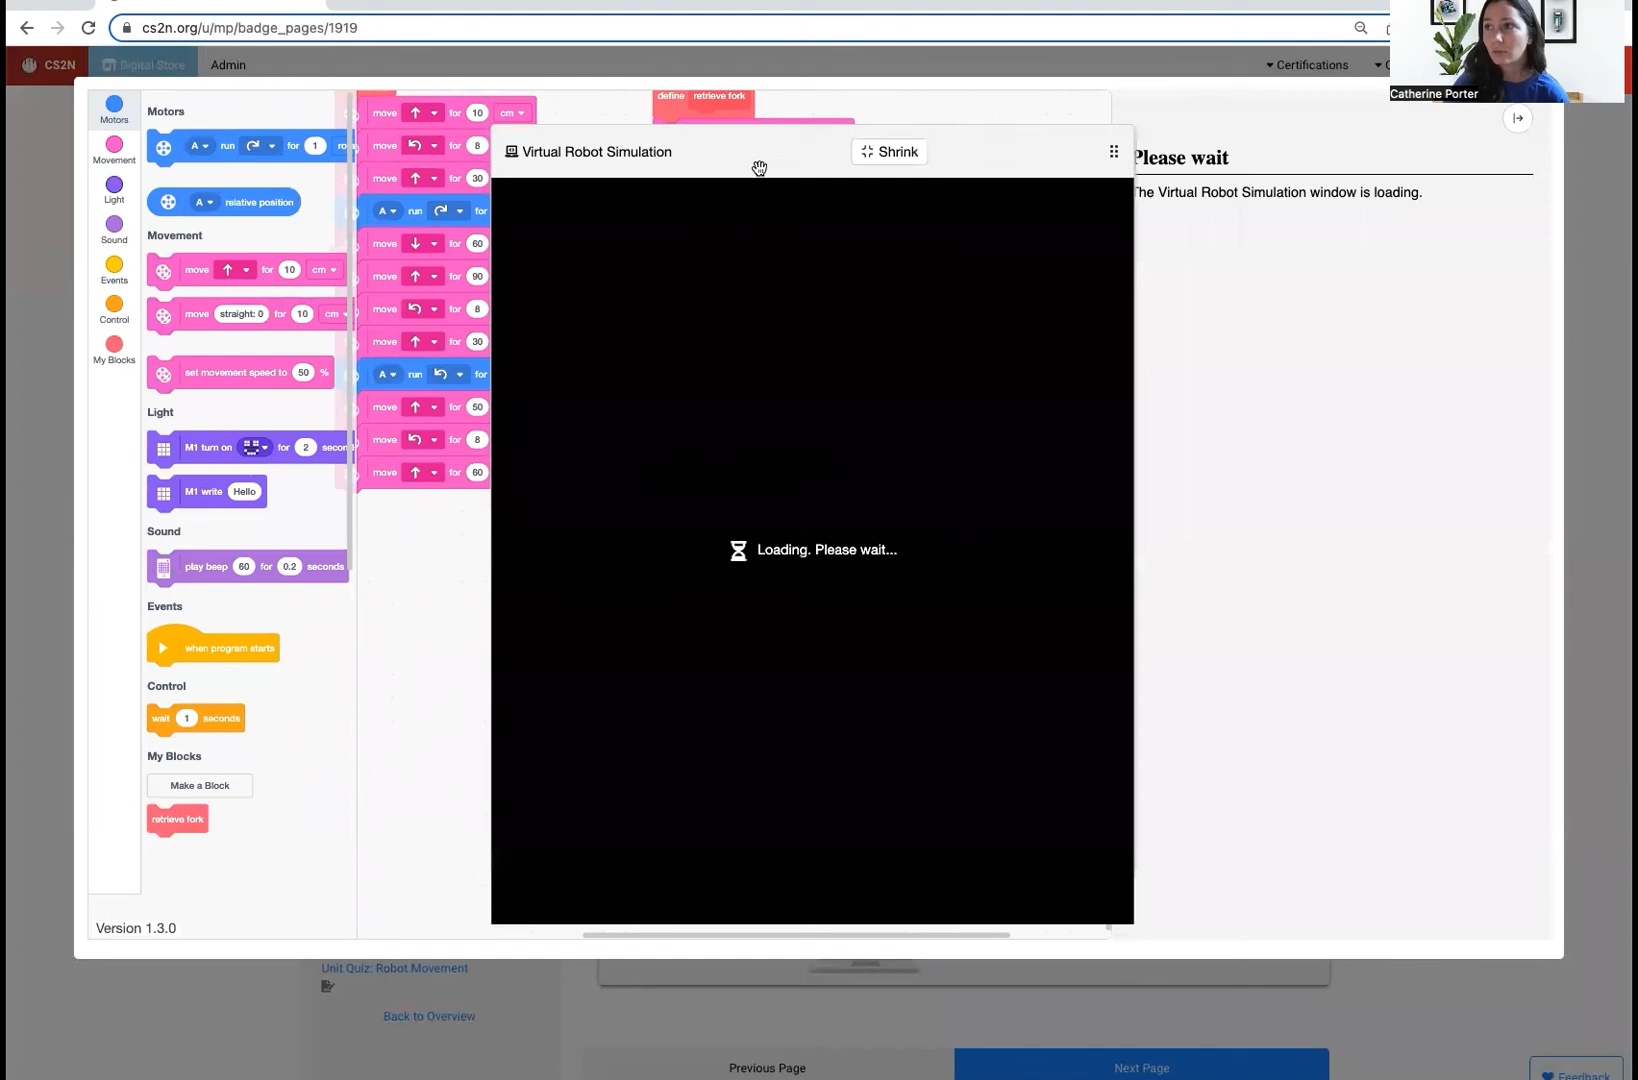 cs2n.org/u/mp/badge_pages/1919
CS2N Digital Store Admin Certifications
Catherine Porter
Motors
Movement
Light
Sound
Events
Control
My Blocks
Motors
A run for 1
A relative position
Movement
move for 10 cm
move straight: 0 for 10 cm
set movement speed to 50 %
Light
M1 turn on for 2
M1 write Hello
Sound
play beep 60 for 0.2 seconds
Events
when program starts
Control
wait 1 seconds
My Blocks
Make a Block
retrieve fork
Version 1.3.0
move for 10 cm
move for 8
move for 30
A run for
move for 60
move for 90
move for 8
move for 30
A run for
move for 50
move for 8
move for 60
define retrieve fork
Virtual Robot Simulation Shrink
Loading. Please wait...
Please wait
The Virtual Robot Simulation window is loading.
Unit Quiz: Robot Movement
Back to Overview
Previous Page Next Page
Feedback